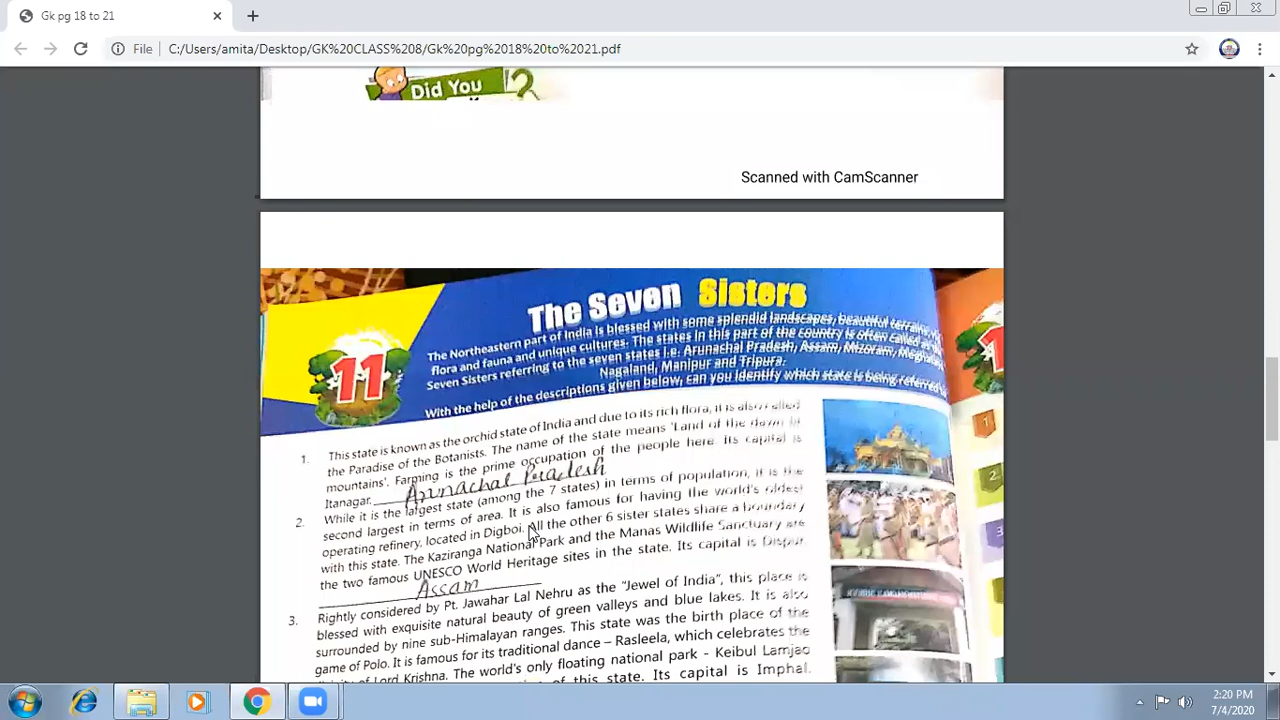 Gk pg 18 to 21
File C:/Users/amita/Desktop/GK%20CLASS%208/Gk%20pg%2018%20to%2021.pdf
Did You
Scanned with CamScanner
The Seven Sisters
11
The Northeastern part of India is blessed with some splendid landscapes, beautiful terrains,
flora and fauna and unique cultures. The states in this part of the country is often called as
Seven Sisters referring to the seven states i.e. Arunachal Pradesh, Assam, Mizoram,
Nagaland, Manipur and Tripura.
With the help of the descriptions given below, can you identify which state is being referred
1. This state is known as the orchid state of India and due to its rich flora, it is also called
the Paradise of the Botanists. The name of the state means 'Land of the dawn lit
mountains'. Farming is the prime occupation of the people here. Its capital is
Itanagar. Arunachal Pradesh
2. While it is the largest state (among the 7 states) in terms of population, it is the
second largest in terms of area. It is also famous for having the world's oldest
operating refinery, located in Digboi. All the other 6 sister states share a boundary
with this state. The Kaziranga National Park and the Manas Wildlife Sanctuary are
the two famous UNESCO World Heritage sites in the state. Its capital is Dispur.
Assam
3. Rightly considered by Pt. Jawahar Lal Nehru as the "Jewel of India", this place is
blessed with exquisite natural beauty of green valleys and blue lakes. It is also
surrounded by nine sub-Himalayan ranges. This state was the birth place of the
game of Polo. It is famous for its traditional dance – Rasleela, which celebrates the
of Lord Krishna. The world's only floating national park - Keibul Lamjao
of this state. Its capital is Imphal.
1
2
3
2:20 PM
7/4/2020